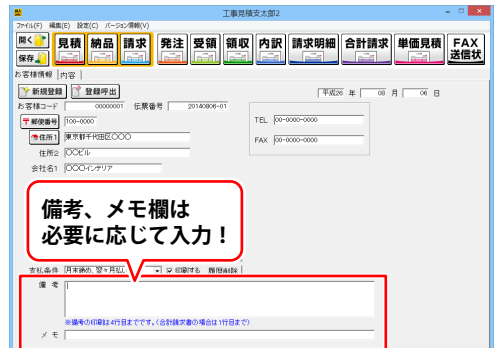 工事見積支太郎2
ファイル(F) 編集(E) 設定(C) バージョン情報(V)
開く 見積 納品 請求 発注 受領 領収 内訳 請求明細 合計請求 単価見積 FAX送信状
保存
お客様情報 内容
新規登録 登録呼出
平成26 年 08 月 06 日
お客様コード 00000001 伝票番号 20140806-01
〒郵便番号 100-0000
TEL 00-0000-0000
住所1 東京都千代田区○○○
FAX 00-0000-0000
住所2 ○○ビル
会社名1 ○○○インテリア
備考、メモ欄は
必要に応じて入力！
支払条件 月末締め、翌々月払い 印刷する 履歴削除
備 考
※備考の印刷は4行目までです。(合計請求書の場合は1行目まで)
メ モ